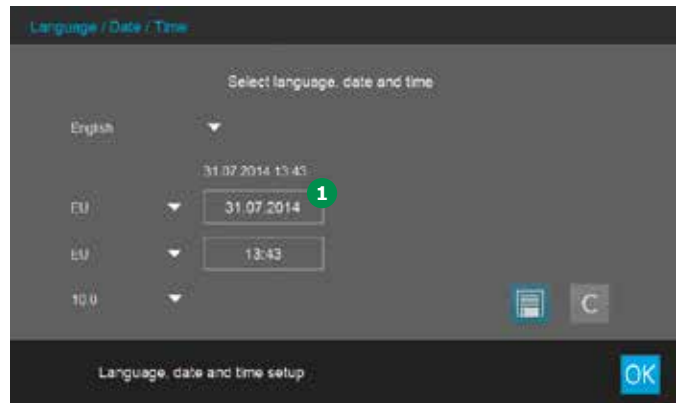 Language / Date / Time
Select language, date and time
English
31.07.2014 13:43
1
EU 31.07.2014
EU 13:43
10.0
C
Language, date and time setup
OK